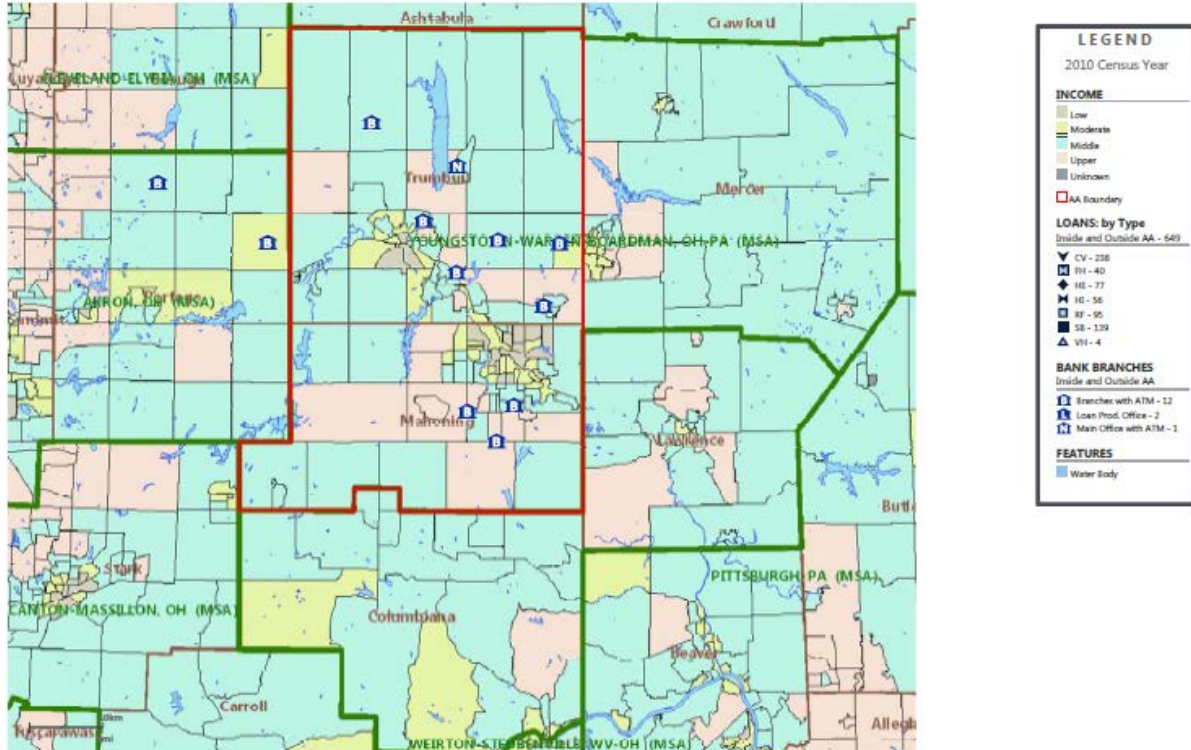 Ashtabula
Crawford
CLEVELAND-ELYRIA, OH (MSA)
B
N
Trumbull
B
Mercer
B
B
B
B
B
YOUNGSTOWN-WARREN-BOARDMAN, OH-PA (MSA)
B
AKRON, OH (MSA)
Portage
Summit
B
B
B
Mahoning
B
Lawrence
Stark
CANTON-MASSILLON, OH (MSA)
PITTSBURGH, PA (MSA)
Columbiana
Beaver
Carroll
0km
mi
Tuscarawas
WEIRTON-STEUBENVILLE, WV-OH (MSA)
LEGEND
2010 Census Year
INCOME
Low
Moderate
Middle
Upper
Unknown
AA Boundary
LOANS: by Type
Inside and Outside AA - 649
CV - 238
FH - 40
HE - 77
HI - 56
RF - 95
SB - 139
VH - 4
BANK BRANCHES
Inside and Outside AA
B Branches with ATM - 12
L Loan Prod. Office - 2
N Main Office with ATM - 1
FEATURES
Water Body